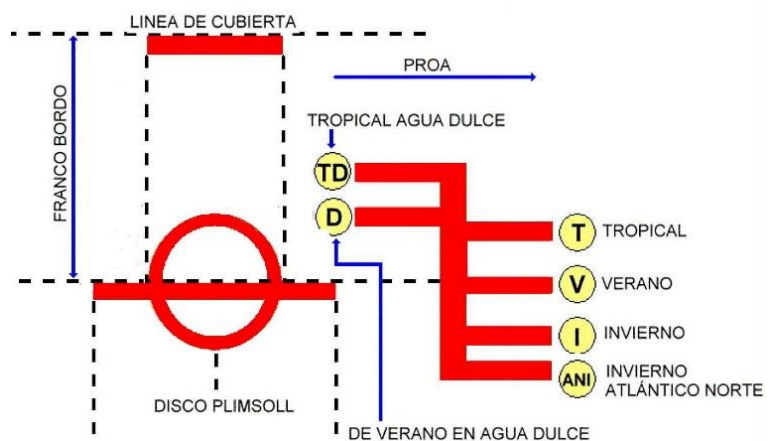 LINEA DE CUBIERTA
PROA
FRANCO BORDO
TROPICAL AGUA DULCE
TD
D
T TROPICAL
V VERANO
I INVIERNO
ANI INVIERNO
ATLÁNTICO NORTE
DISCO PLIMSOLL
DE VERANO EN AGUA DULCE